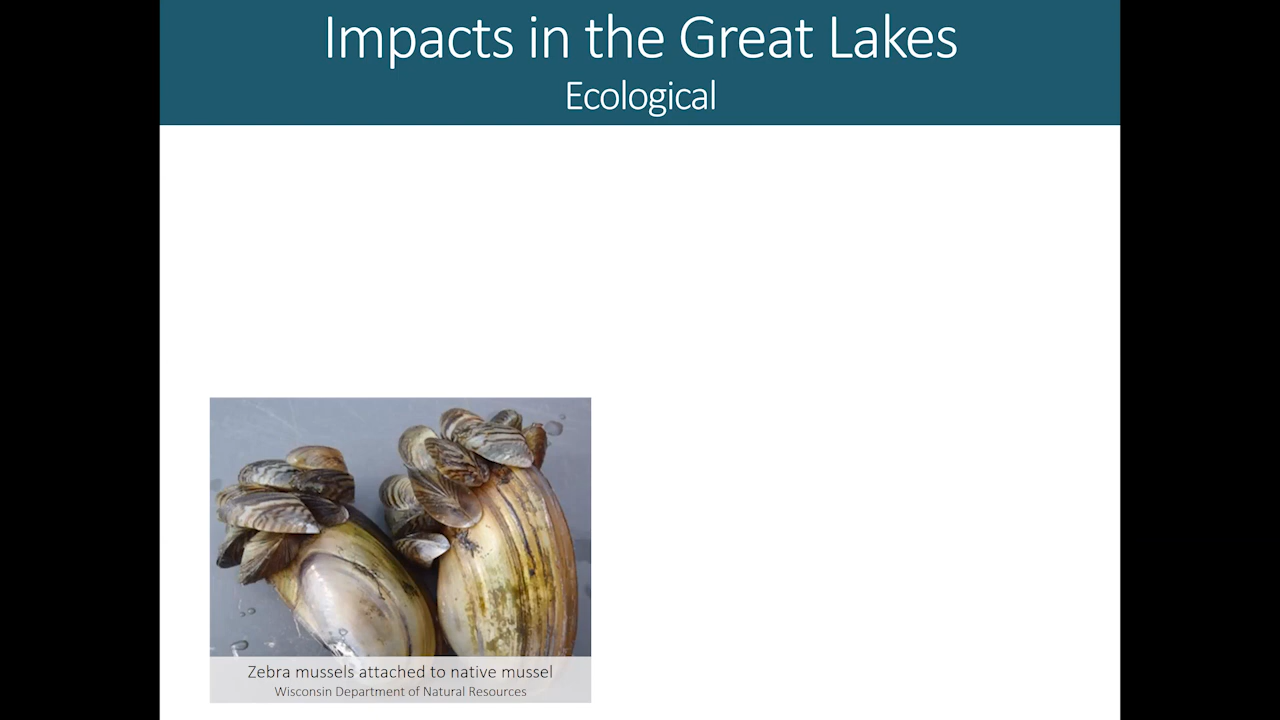 Impacts in the Great Lakes
Ecological
Zebra mussels attached to native mussel
Wisconsin Department of Natural Resources